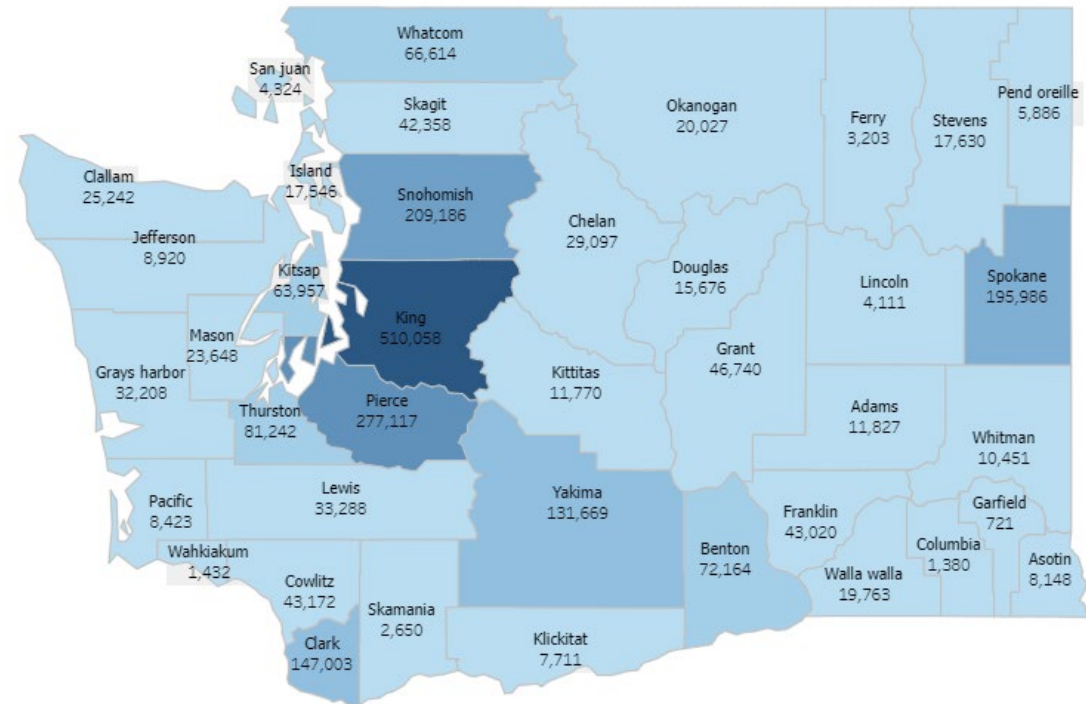 Whatcom
66,614
San juan
4,324
Skagit
42,358
Okanogan
20,027
Ferry
3,203
Stevens
17,630
Pend oreille
5,886
Clallam
25,242
Island
17,546
Snohomish
209,186
Chelan
29,097
Jefferson
8,920
Kitsap
63,957
Douglas
15,676
Lincoln
4,111
Spokane
195,986
King
510,058
Mason
23,648
Grant
46,740
Grays harbor
32,208
Kittitas
11,770
Thurston
81,242
Pierce
277,117
Adams
11,827
Whitman
10,451
Lewis
33,288
Pacific
8,423
Yakima
131,669
Benton
72,164
Franklin
43,020
Garfield
721
Columbia
1,380
Wahkiakum
1,432
Cowlitz
43,172
Skamania
2,650
Walla walla
19,763
Asotin
8,148
Clark
147,003
Klickitat
7,711